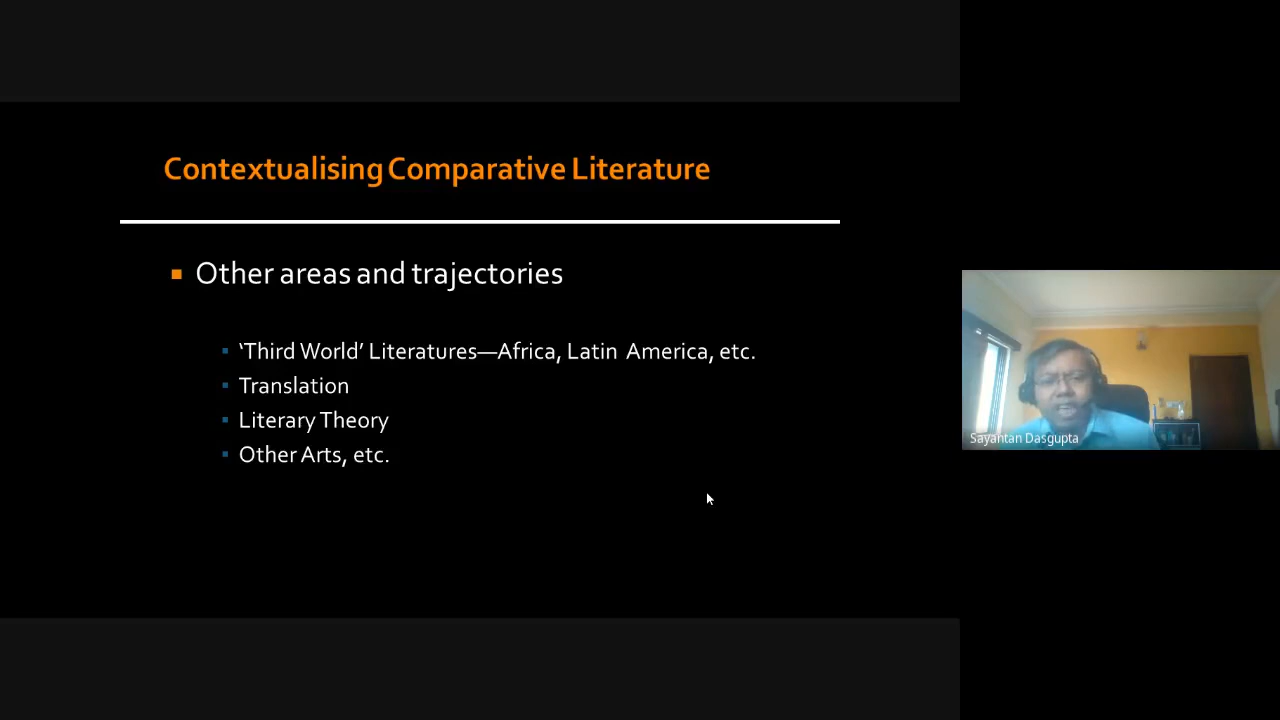 Contextualising Comparative Literature
Other areas and trajectories
‘Third World’ Literatures—Africa, Latin America, etc.
Translation
Literary Theory
Other Arts, etc.
Sayantan Dasgupta